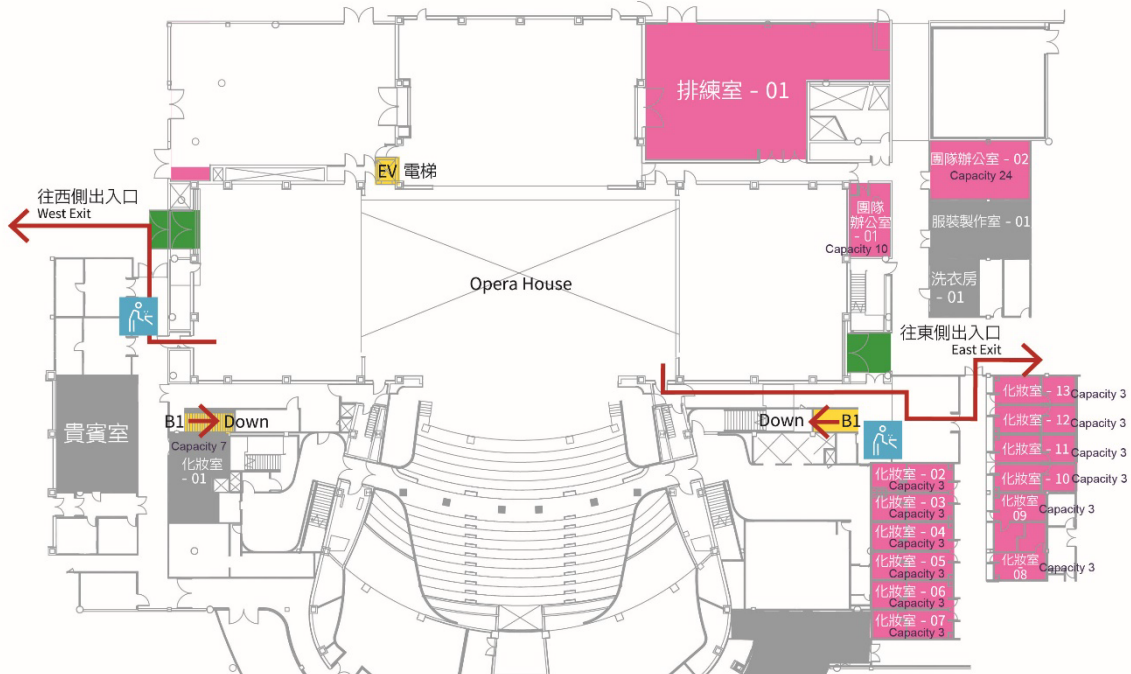 排練室 - 01
EV 電梯
團隊辦公室 - 02
Capacity 24
往西側出入口
West Exit
團隊
辦公室
- 01
Capacity 10
服裝製作室 - 01
洗衣房
- 01
Opera House
往東側出入口
East Exit
化妝室 - 13 Capacity 3
化妝室 - 12 Capacity 3
化妝室 - 11 Capacity 3
化妝室 - 10 Capacity 3
化妝室
09
Capacity 3
化妝室
08
Capacity 3
B1 Down
Down B1
貴賓室
Capacity 7
化妝室
- 01
化妝室 - 02
Capacity 3
化妝室 - 03
Capacity 3
化妝室 - 04
Capacity 3
化妝室 - 05
Capacity 3
化妝室 - 06
Capacity 3
化妝室 - 07
Capacity 3